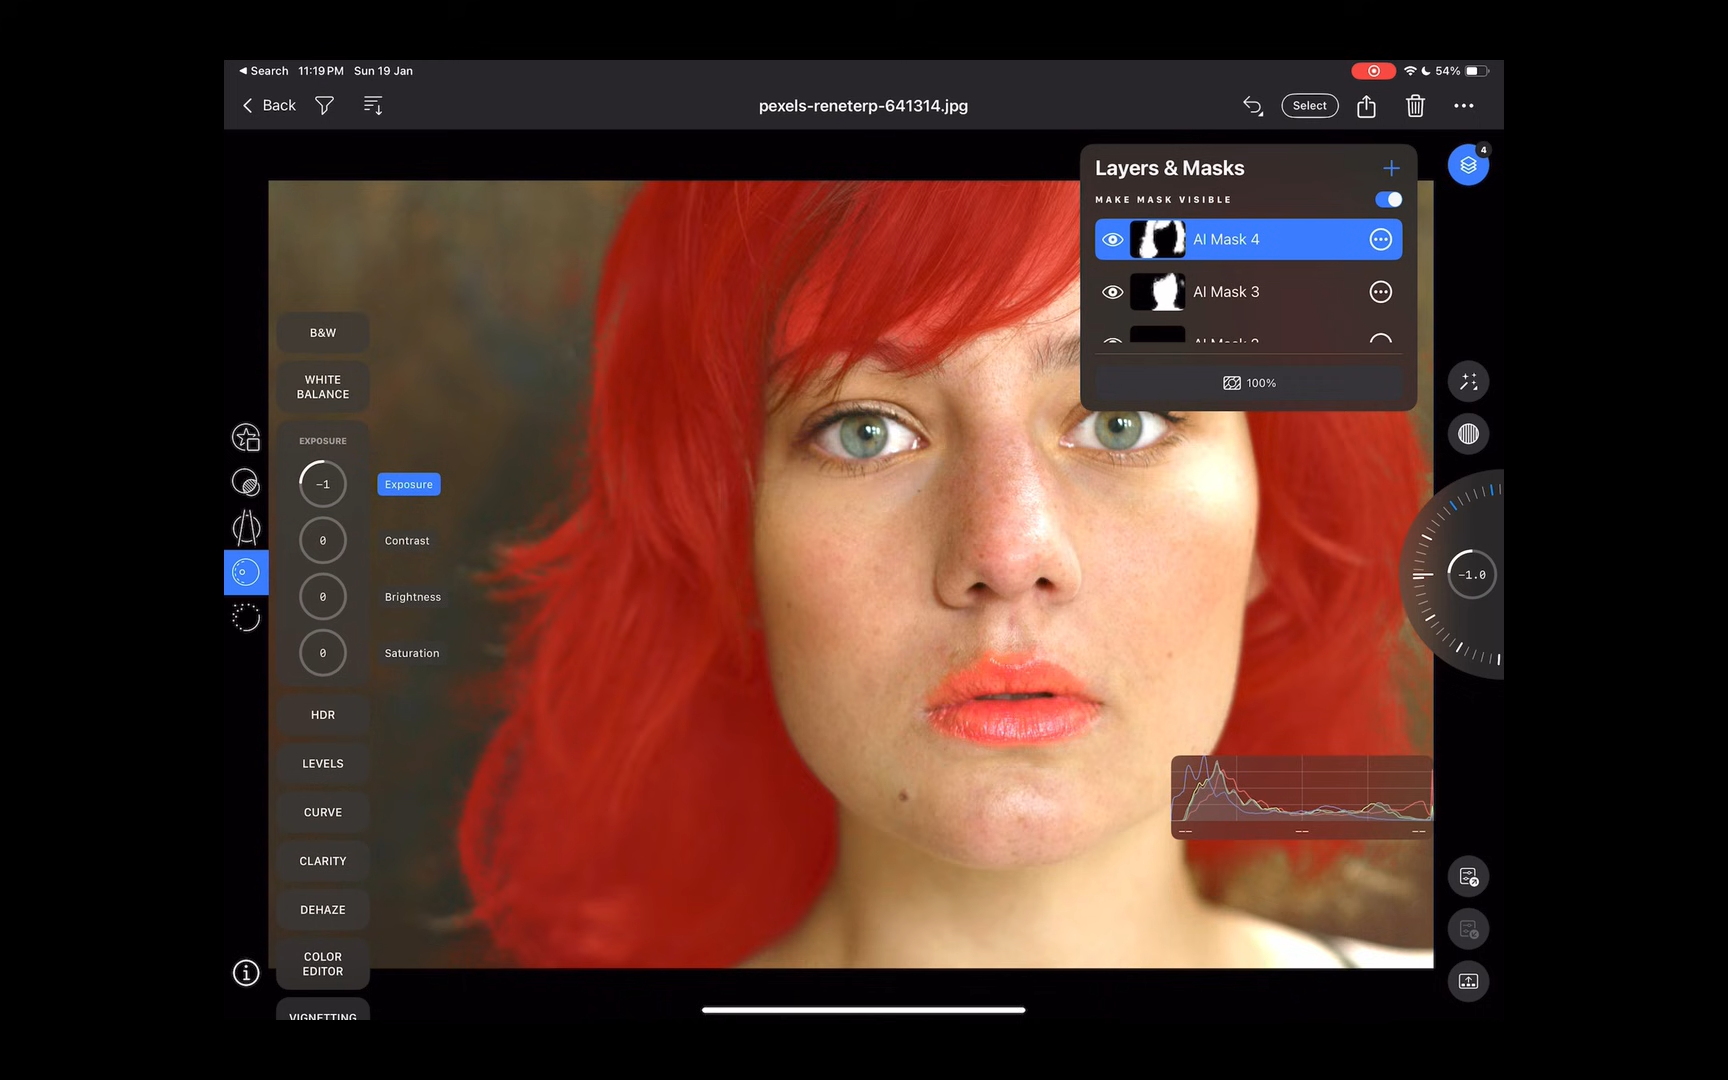 Search 11:19 PM Sun 19 Jan
54%
Back
pexels-reneterp-641314.jpg
Select
4
Layers & Masks
MAKE MASK VISIBLE
AI Mask 4
AI Mask 3
100%
B&W
WHITE
BALANCE
EXPOSURE
-1 Exposure
0 Contrast
0 Brightness
0 Saturation
-1.0
HDR
LEVELS
CURVE
CLARITY
DEHAZE
COLOR
EDITOR
VIGNETTING
-- -- --